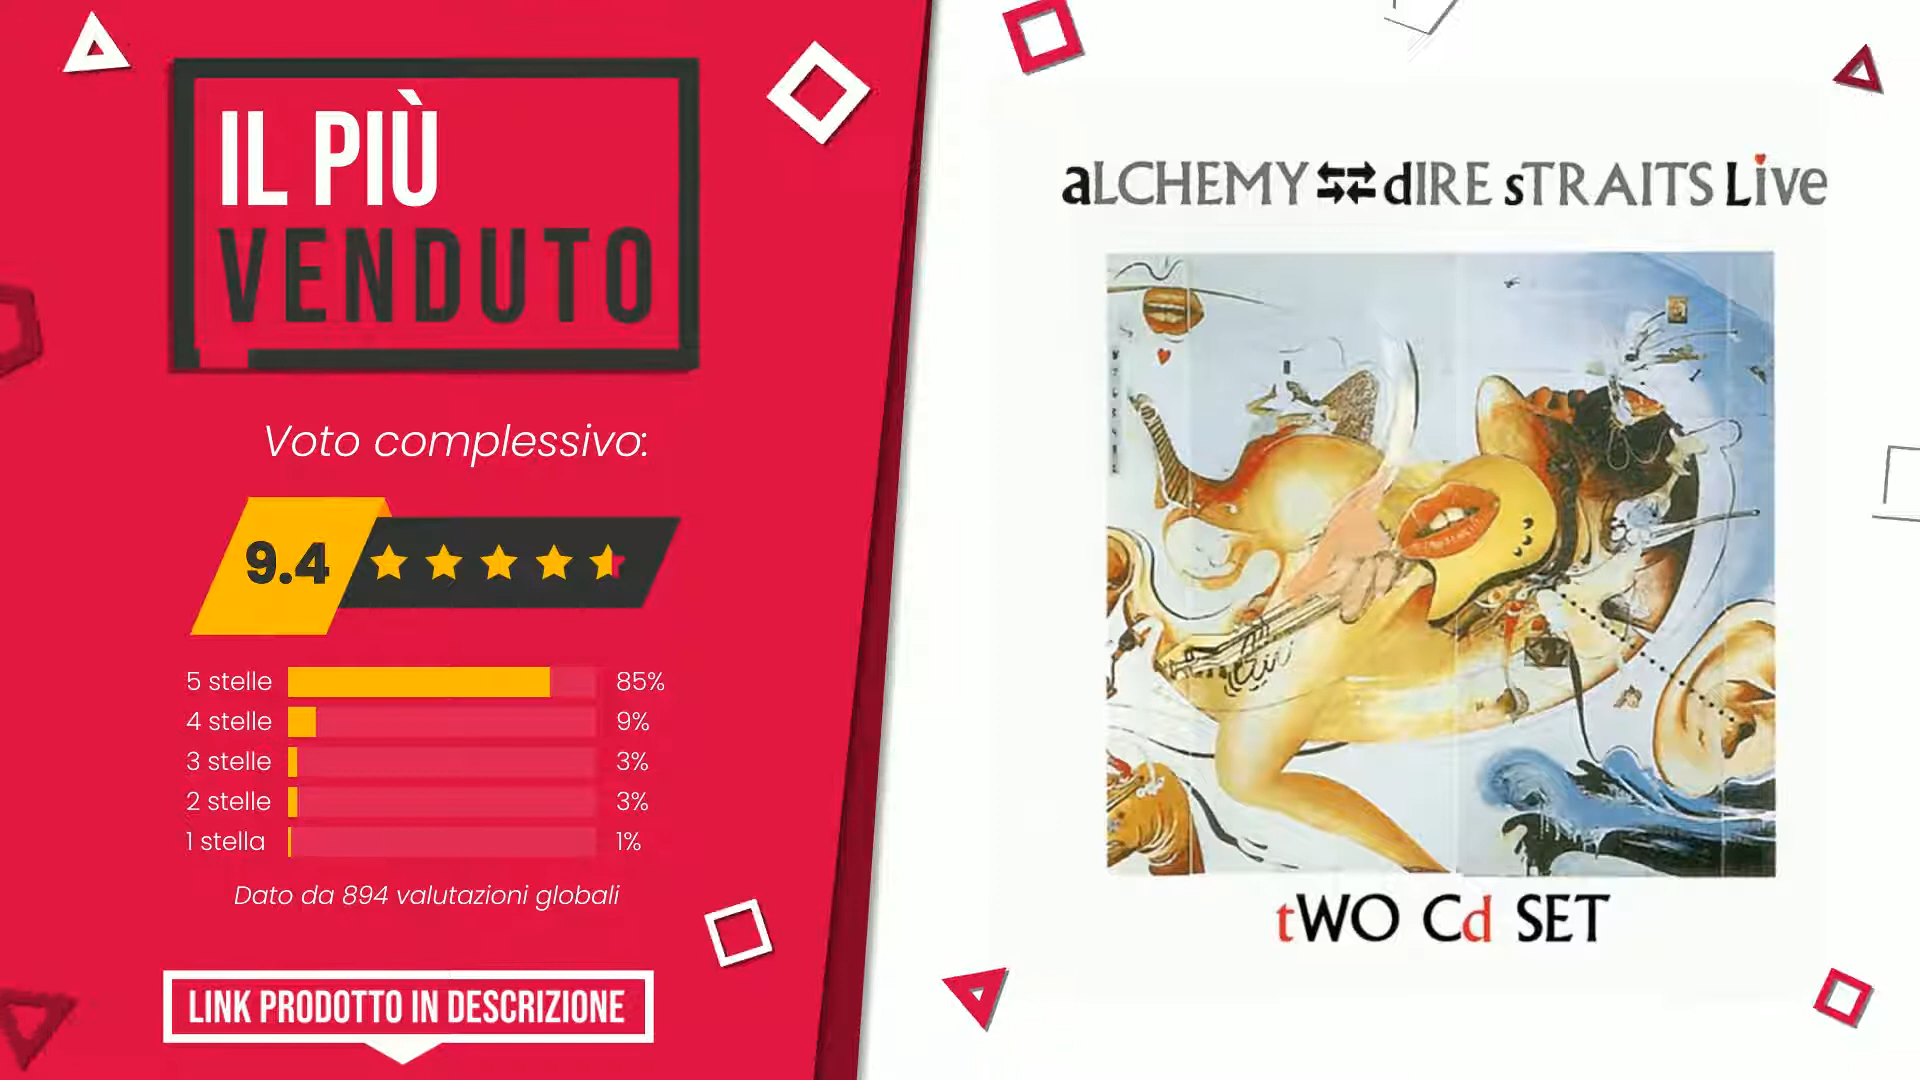 IL PIÙ
VENDUTO
Voto complessivo:
9.4
5 stelle 85%
4 stelle 9%
3 stelle 3%
2 stelle 3%
1 stella 1%
Dato da 894 valutazioni globali
LINK PRODOTTO IN DESCRIZIONE
aLCHEMY dIRE sTRAITS Live
tWO Cd SET